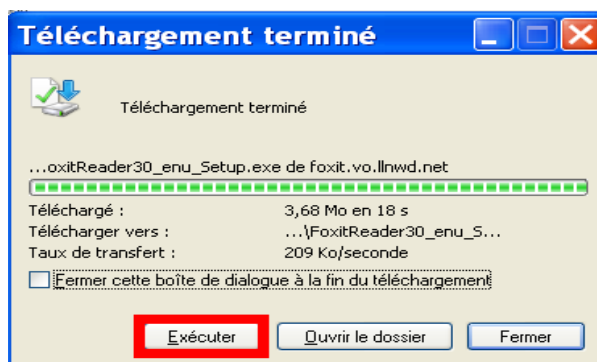 Téléchargement terminé
Téléchargement terminé
...oxitReader30_enu_Setup.exe de foxit.vo.llnwd.net
Téléchargé : 3,68 Mo en 18 s
Télécharger vers : ...\FoxitReader30_enu_S...
Taux de transfert : 209 Ko/seconde
Fermer cette boîte de dialogue à la fin du téléchargement
Exécuter Ouvrir le dossier Fermer